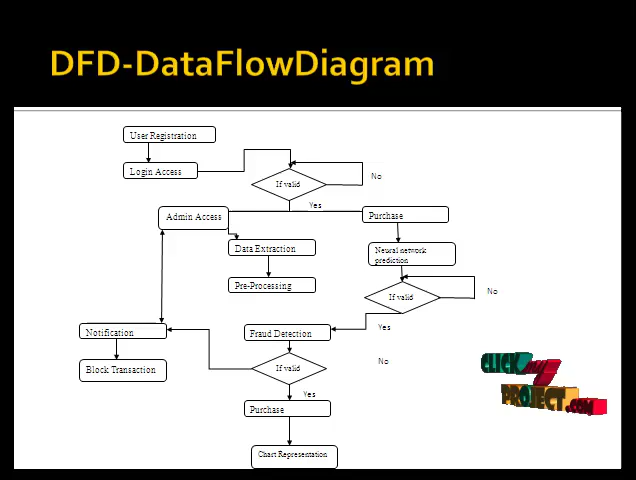 DFD-DataFlowDiagram
User Registration
Login Access
If valid
No
Yes
Admin Access
Purchase
Data Extraction
Neural network
prediction
Pre-Processing
If valid
No
Yes
Notification
Fraud Detection
Block Transaction
If valid
No
Yes
Purchase
Chart Representation
CLICK
MY
PROJECT.COM